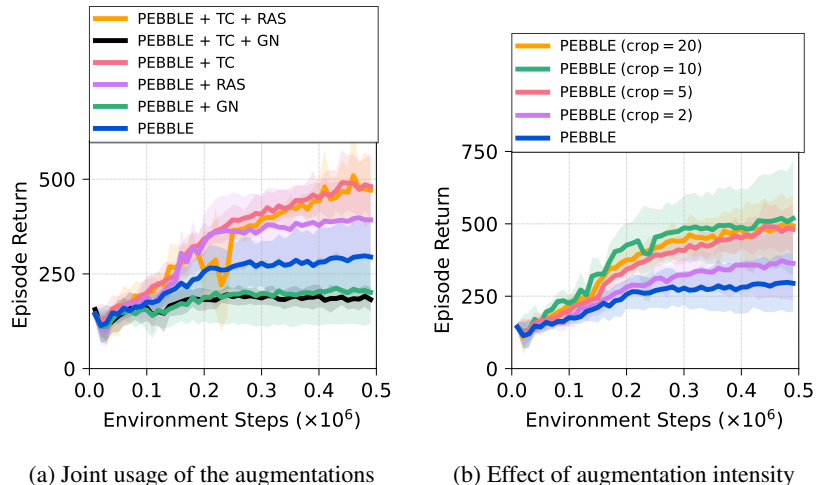 PEBBLE + TC + RAS
PEBBLE + TC + GN
PEBBLE + TC
PEBBLE + RAS
PEBBLE + GN
PEBBLE
500
250
0
Episode Return
0.0 0.1 0.2 0.3 0.4 0.5
Environment Steps (×10⁶)
(a) Joint usage of the augmentations
PEBBLE (crop = 20)
PEBBLE (crop = 10)
PEBBLE (crop = 5)
PEBBLE (crop = 2)
PEBBLE
750
500
250
0
Episode Return
0.0 0.1 0.2 0.3 0.4 0.5
Environment Steps (×10⁶)
(b) Effect of augmentation intensity